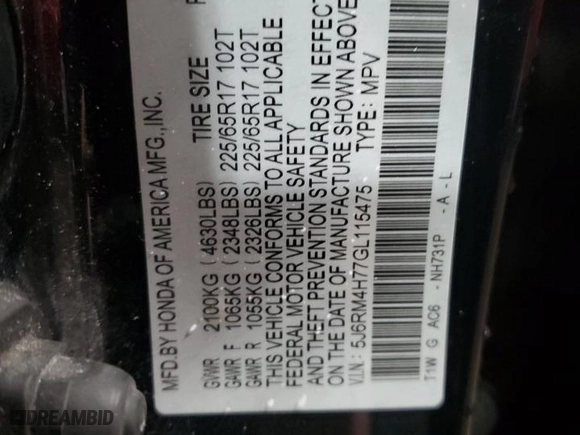 MFD.BY HONDA OF AMERICA MFG.,INC.
TIRE SIZE
GVWR 2100KG ( 4630LBS)
GAWR F 1065KG ( 2348LBS) 225/65R17 102T
GAWR R 1055KG ( 2326LBS) 225/65R17 102T
THIS VEHICLE CONFORMS TO ALL APPLICABLE
FEDERAL MOTOR VEHICLE SAFETY
AND THEFT PREVENTION STANDARDS IN EFFECT
ON THE DATE OF MANUFACTURE SHOWN ABOVE
V.I.N.: 5J6RM4H77GL115475 TYPE: MPV
T1W G AC6 - NH731P - A - L
DREAMBID